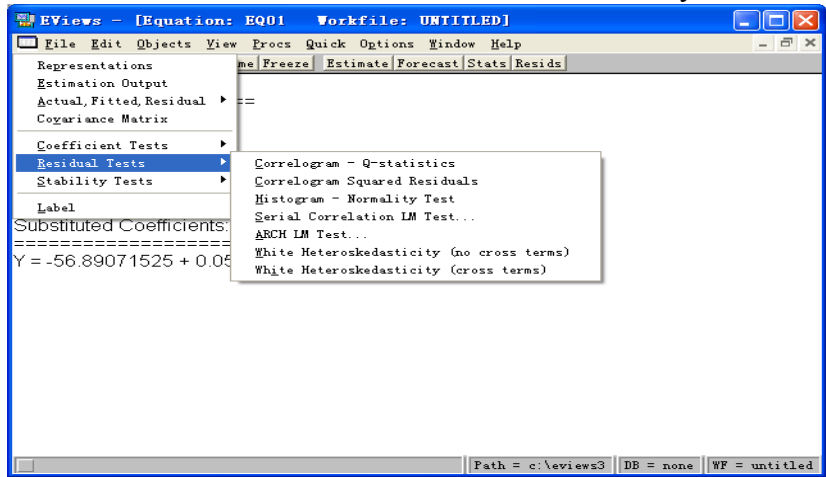 EViews - [Equation: EQ01 Workfile: UNTITLED]
File Edit Objects View Procs Quick Options Window Help
me Freeze Estimate Forecast Stats Resids
Representations
Estimation Output
Actual, Fitted, Residual
Covariance Matrix
Coefficient Tests
Residual Tests
Stability Tests
Label
==
Correlogram - Q-statistics
Correlogram Squared Residuals
Histogram - Normality Test
Serial Correlation LM Test...
ARCH LM Test...
White Heteroskedasticity (no cross terms)
White Heteroskedasticity (cross terms)
Substituted Coefficients:
=====================
Y = -56.89071525 + 0.05
Path = c:\eviews3 DB = none WF = untitled